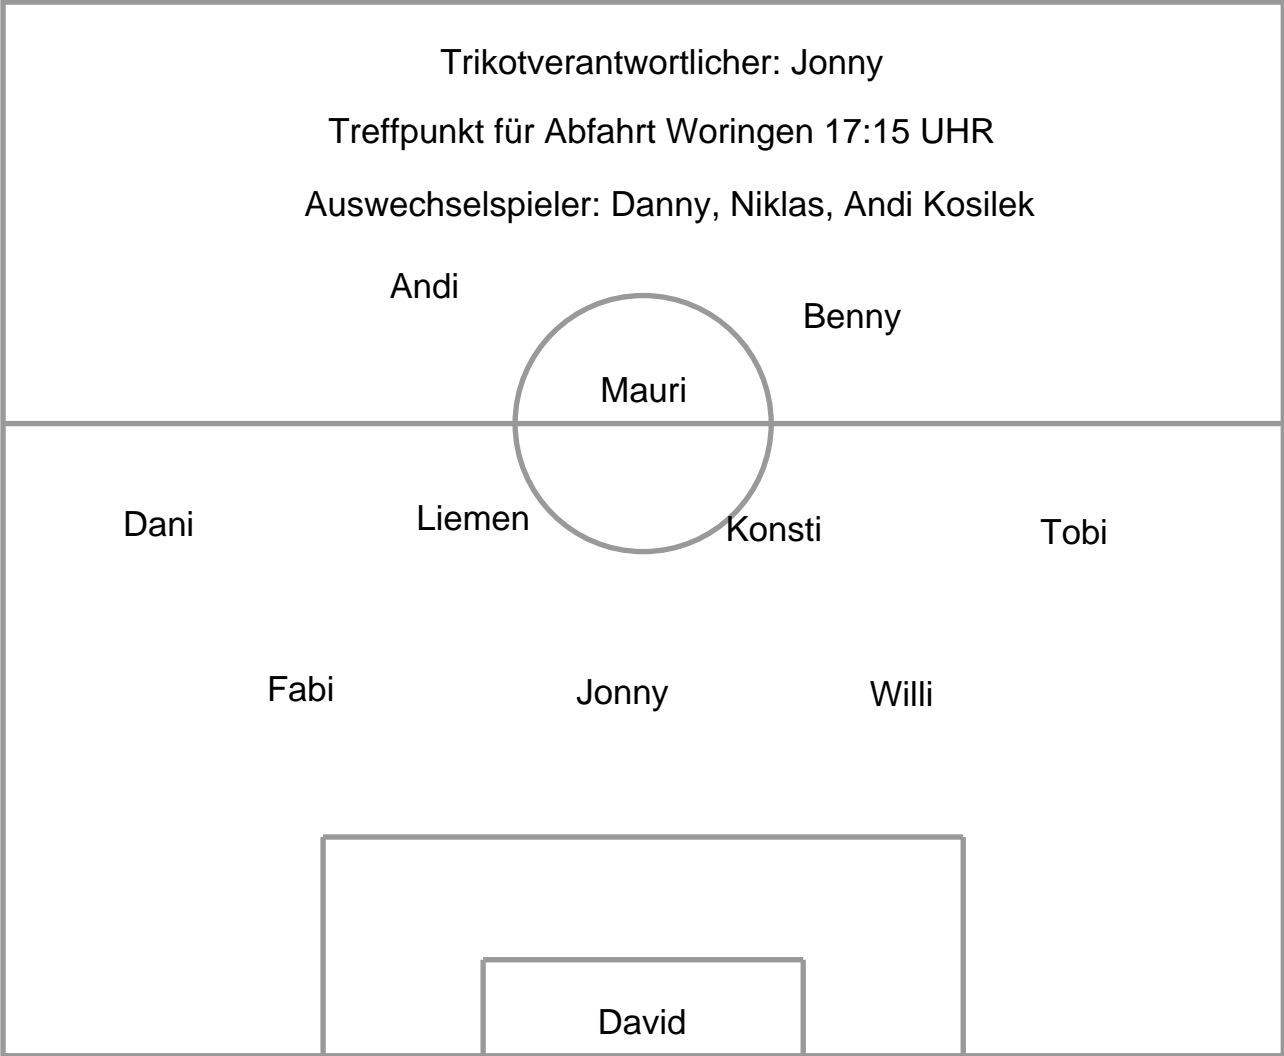 Trikotverantwortlicher: Jonny
Treffpunkt für Abfahrt Woringen 17:15 UHR
Auswechselspieler: Danny, Niklas, Andi Kosilek
Andi
Benny
Mauri
Dani
Liemen
Konsti
Tobi
Fabi
Jonny
Willi
David